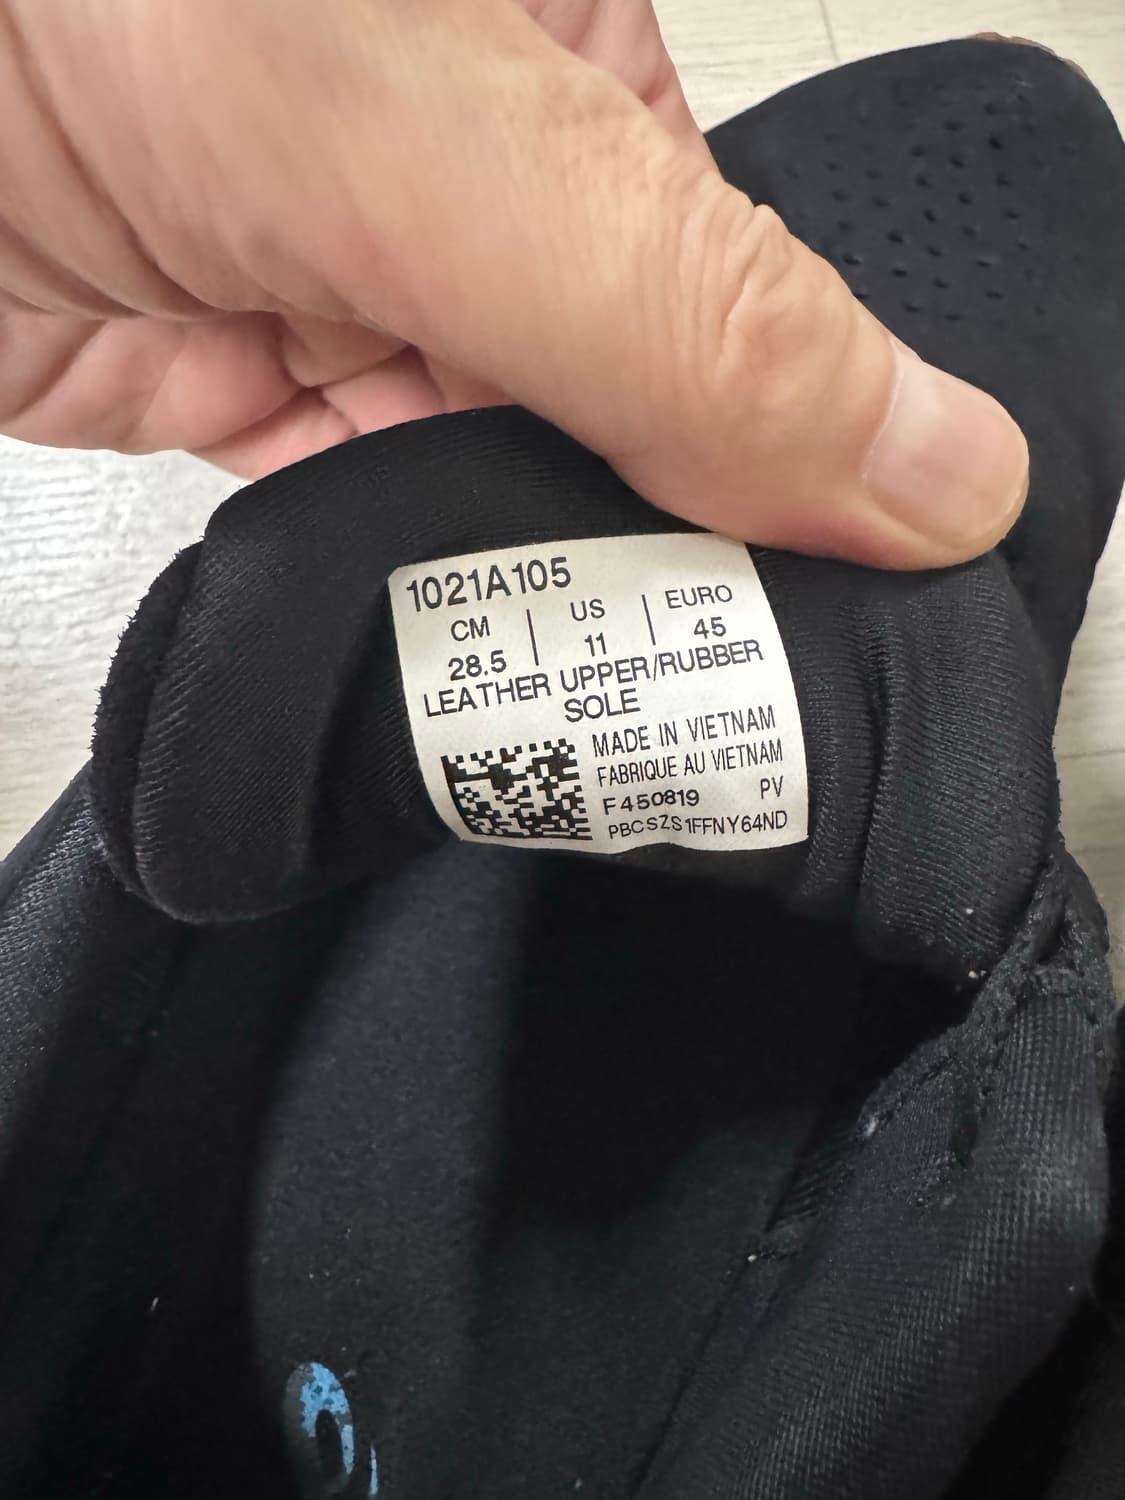 1021A105
CM | US | EURO
28.5 | 11 | 45
LEATHER UPPER/RUBBER
SOLE
MADE IN VIETNAM
FABRIQUE AU VIETNAM
F450819 PV
PBCSZS1FFNY64ND